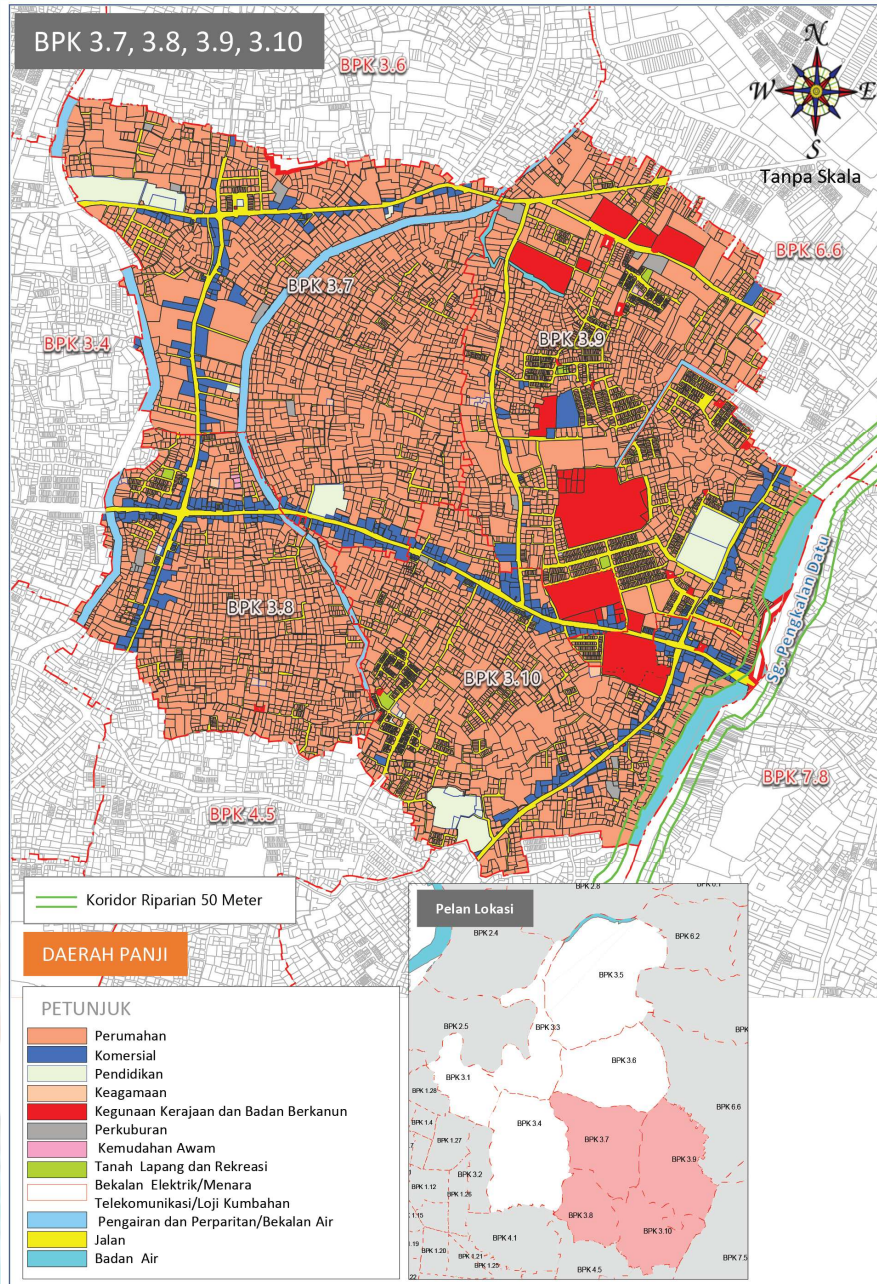 BPK 3.7, 3.8, 3.9, 3.10
BPK 3.6
N
W
E
S
Tanpa Skala
BPK 6.6
BPK 3.7
BPK 3.4
BPK 3.9
Sg. Pengkalan Datu
BPK 3.8
BPK 3.10
BPK 7.8
BPK 4.5
Koridor Riparian 50 Meter
DAERAH PANJI
PETUNJUK
Perumahan
Komersial
Pendidikan
Keagamaan
Kegunaan Kerajaan dan Badan Berkanun
Perkuburan
Kemudahan Awam
Tanah Lapang dan Rekreasi
Bekalan Elektrik/Menara
Telekomunikasi/Loji Kumbahan
Pengairan dan Perparitan/Bekalan Air
Jalan
Badan Air
Pelan Lokasi
BPK 2.4
BPK 6.2
BPK 3.5
BPK 2.5
BPK 3.3
BPK
BPK 3.6
BPK 3.1
BPK 1.28
BPK 1.4
BPK 6.6
BPK 3.4
BPK 3.7
BPK 1.27
BPK 3.9
BPK 3.2
BPK 1.12
BPK 1.26
BPK 3.8
BPK 3.10
BPK 4.1
BPK 1.20
BPK 1.21
BPK 1.25
BPK 4.5
BPK 7.5